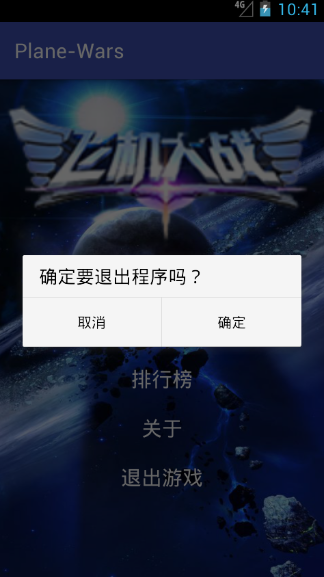 4G 10:41
Plane-Wars
飞机大战
确定要退出程序吗？
取消 确定
排行榜
关于
退出游戏